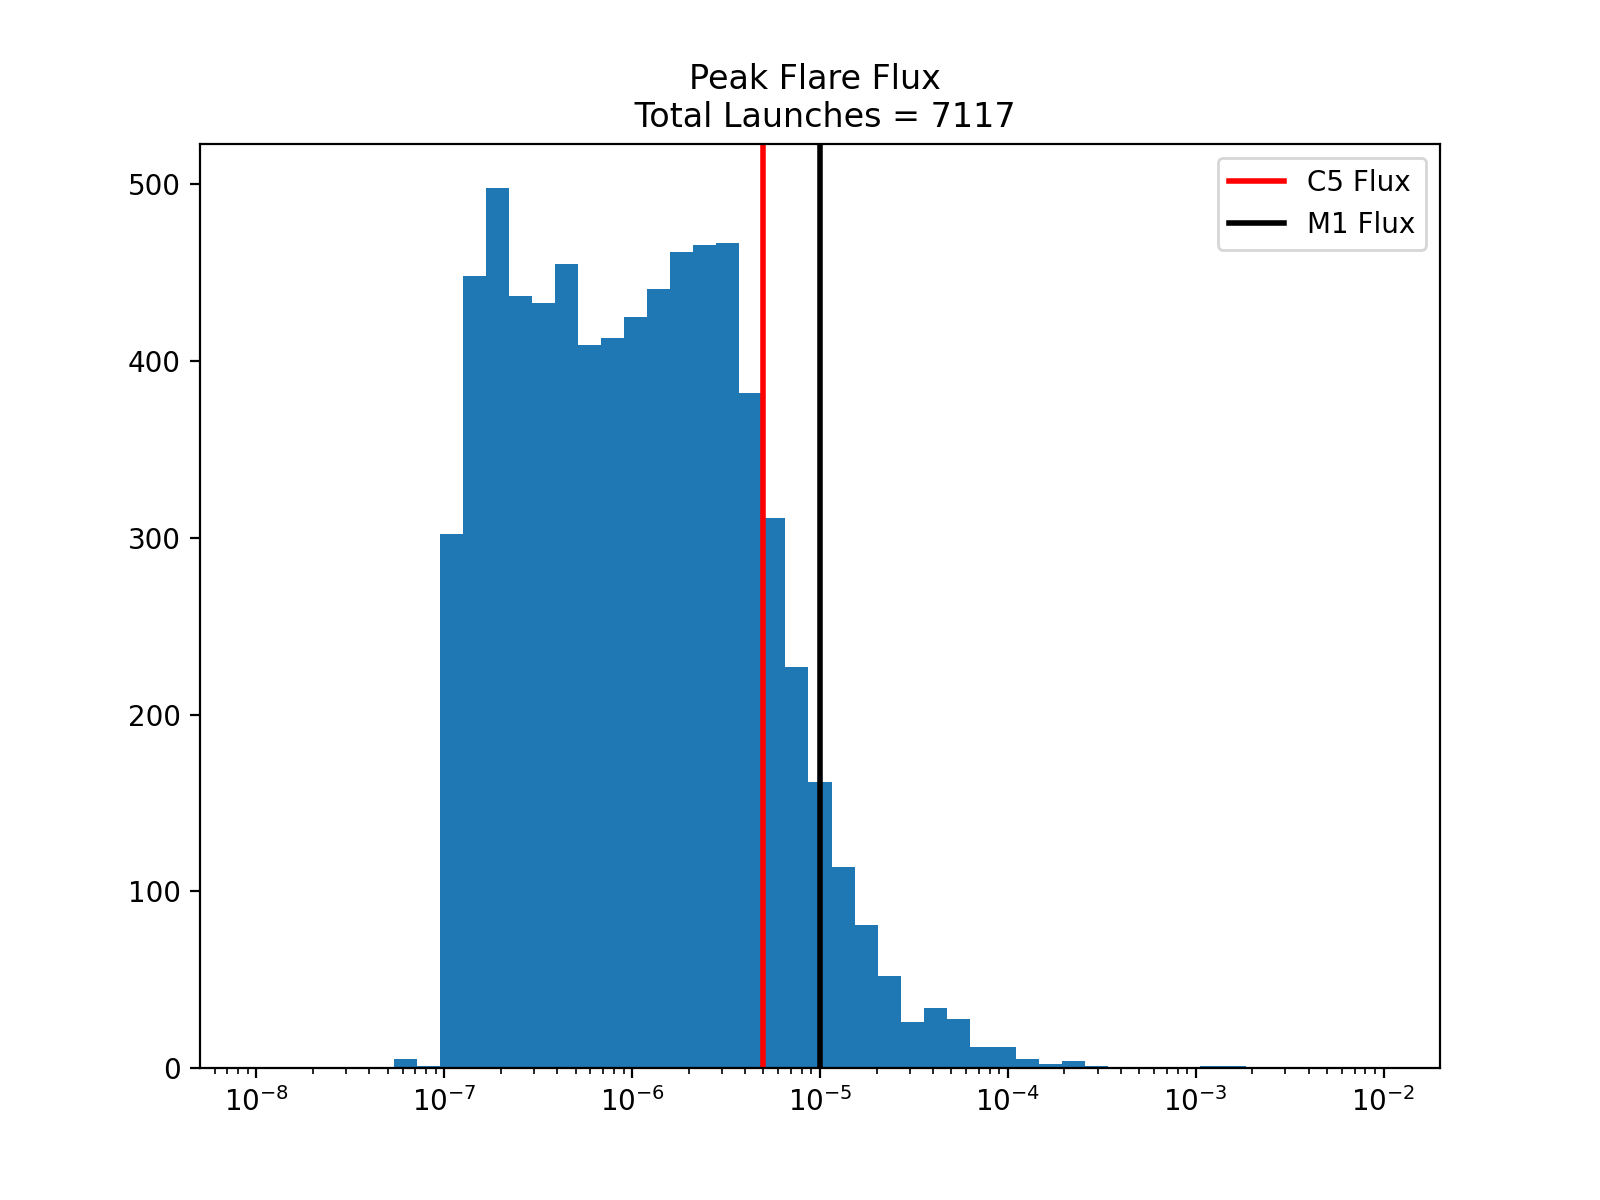 Peak Flare Flux
Total Launches = 7117
C5 Flux
M1 Flux
500
400
300
200
100
0
10⁻⁸ 10⁻⁷ 10⁻⁶ 10⁻⁵ 10⁻⁴ 10⁻³ 10⁻²